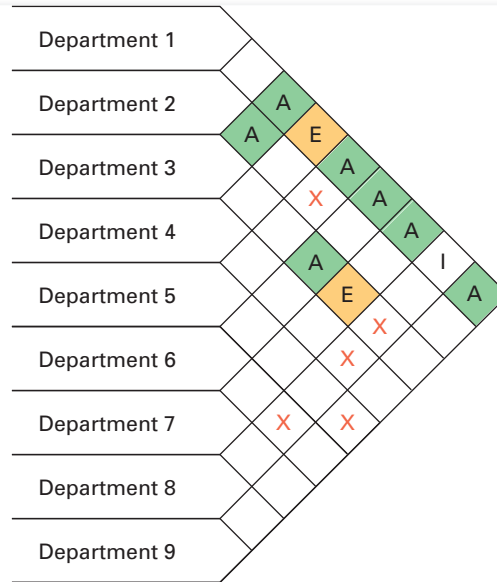 Department 1
Department 2
A
A
E
Department 3
A
X
A
Department 4
A
A
I
Department 5
E
A
X
Department 6
X
Department 7
X
X
Department 8
Department 9